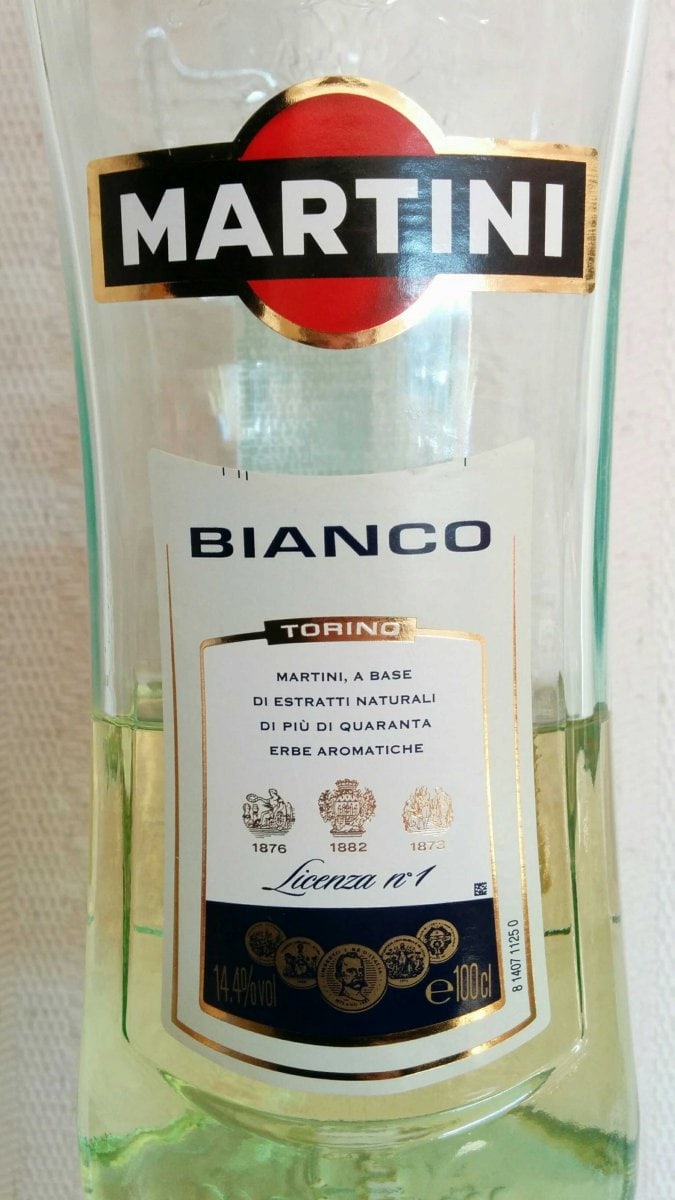 MARTINI
BIANCO
TORINO
MARTINI, A BASE
DI ESTRATTI NATURALI
DI PIÙ DI QUARANTA
ERBE AROMATICHE
1876 1882 1873
Licenza n°1
14.4%vol e100cl
8 1407 1125 0